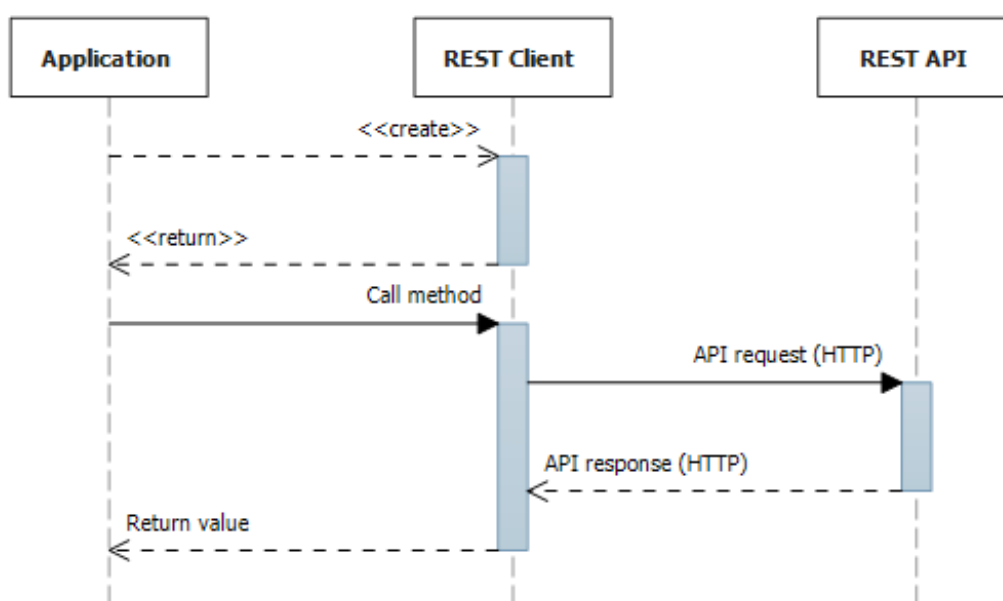 Application
REST Client
REST API
<<create>>
<<return>>
Call method
API request (HTTP)
API response (HTTP)
Return value